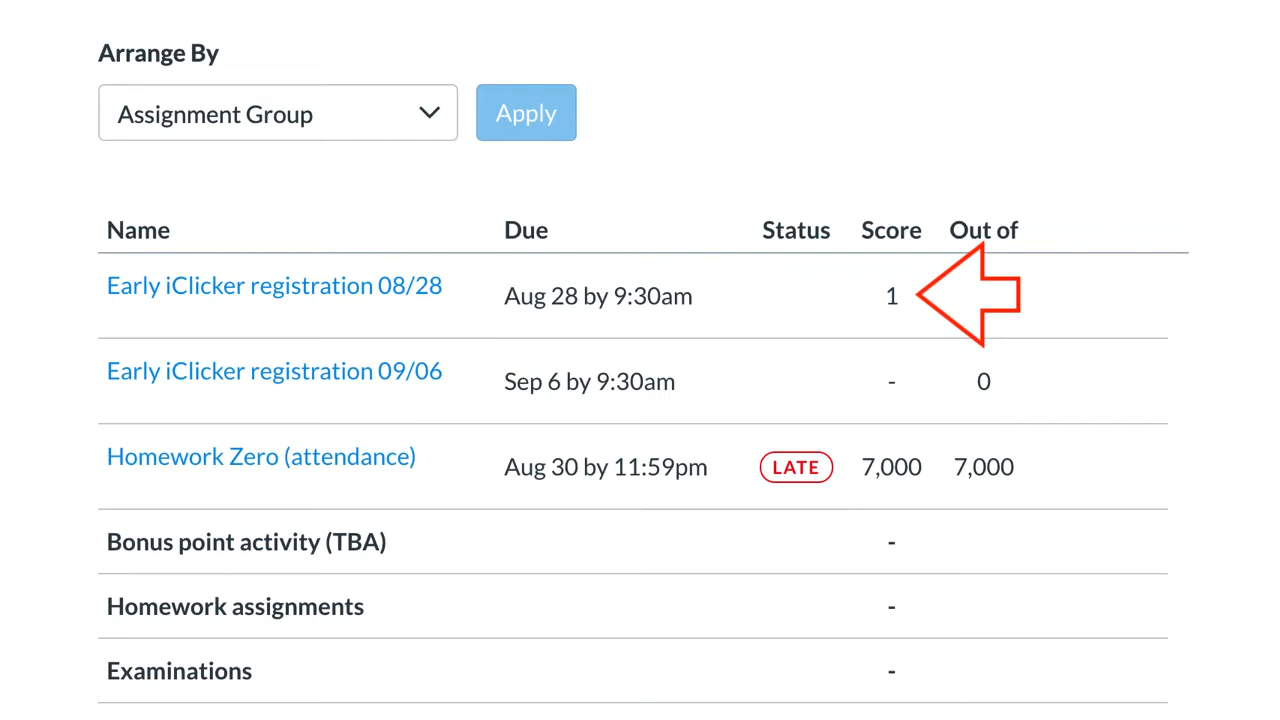 Arrange By
Assignment Group
Apply
Name Due Status Score Out of
Early iClicker registration 08/28 Aug 28 by 9:30am 1
Early iClicker registration 09/06 Sep 6 by 9:30am - 0
Homework Zero (attendance) Aug 30 by 11:59pm LATE 7,000 7,000
Bonus point activity (TBA) -
Homework assignments -
Examinations -